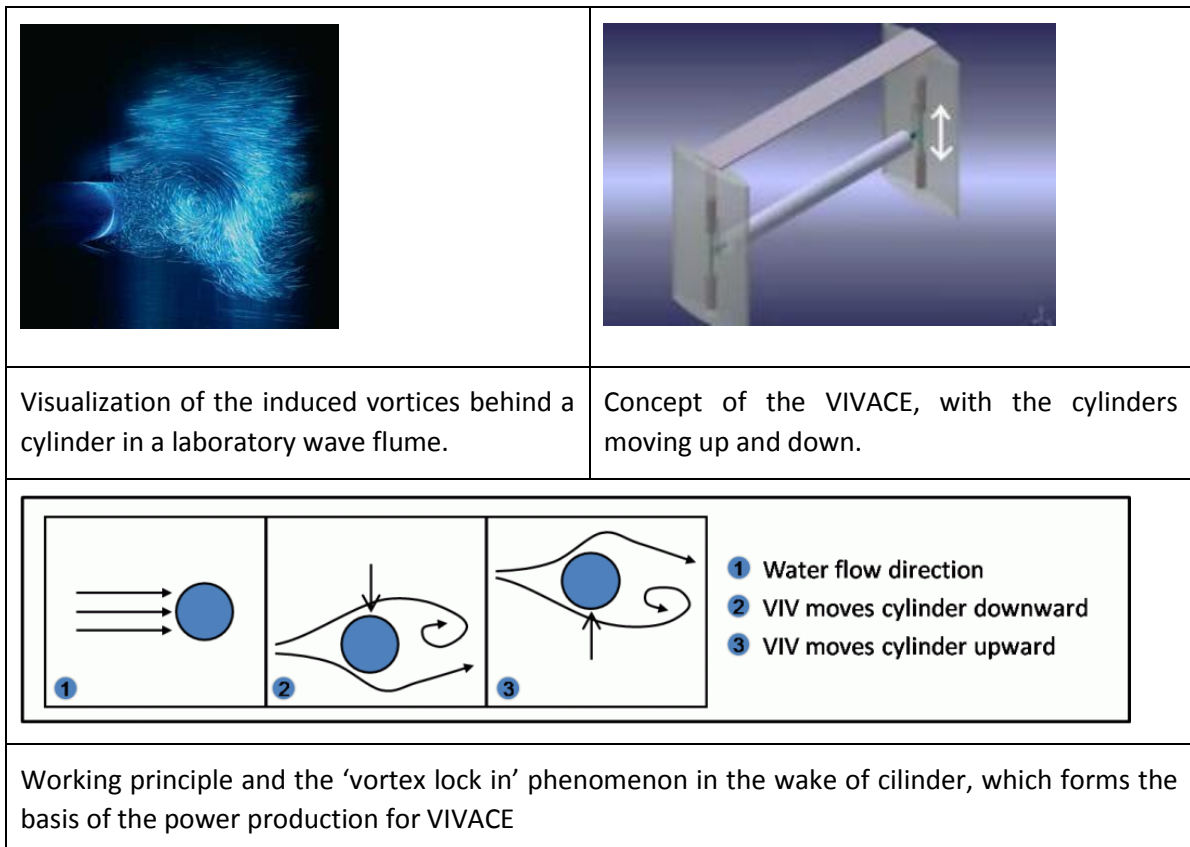 Visualization of the induced vortices behind a
cylinder in a laboratory wave flume.
Concept of the VIVACE, with the cylinders
moving up and down.
1
2
3
1 Water flow direction
2 VIV moves cylinder downward
3 VIV moves cylinder upward
Working principle and the ‘vortex lock in’ phenomenon in the wake of cilinder, which forms the
basis of the power production for VIVACE